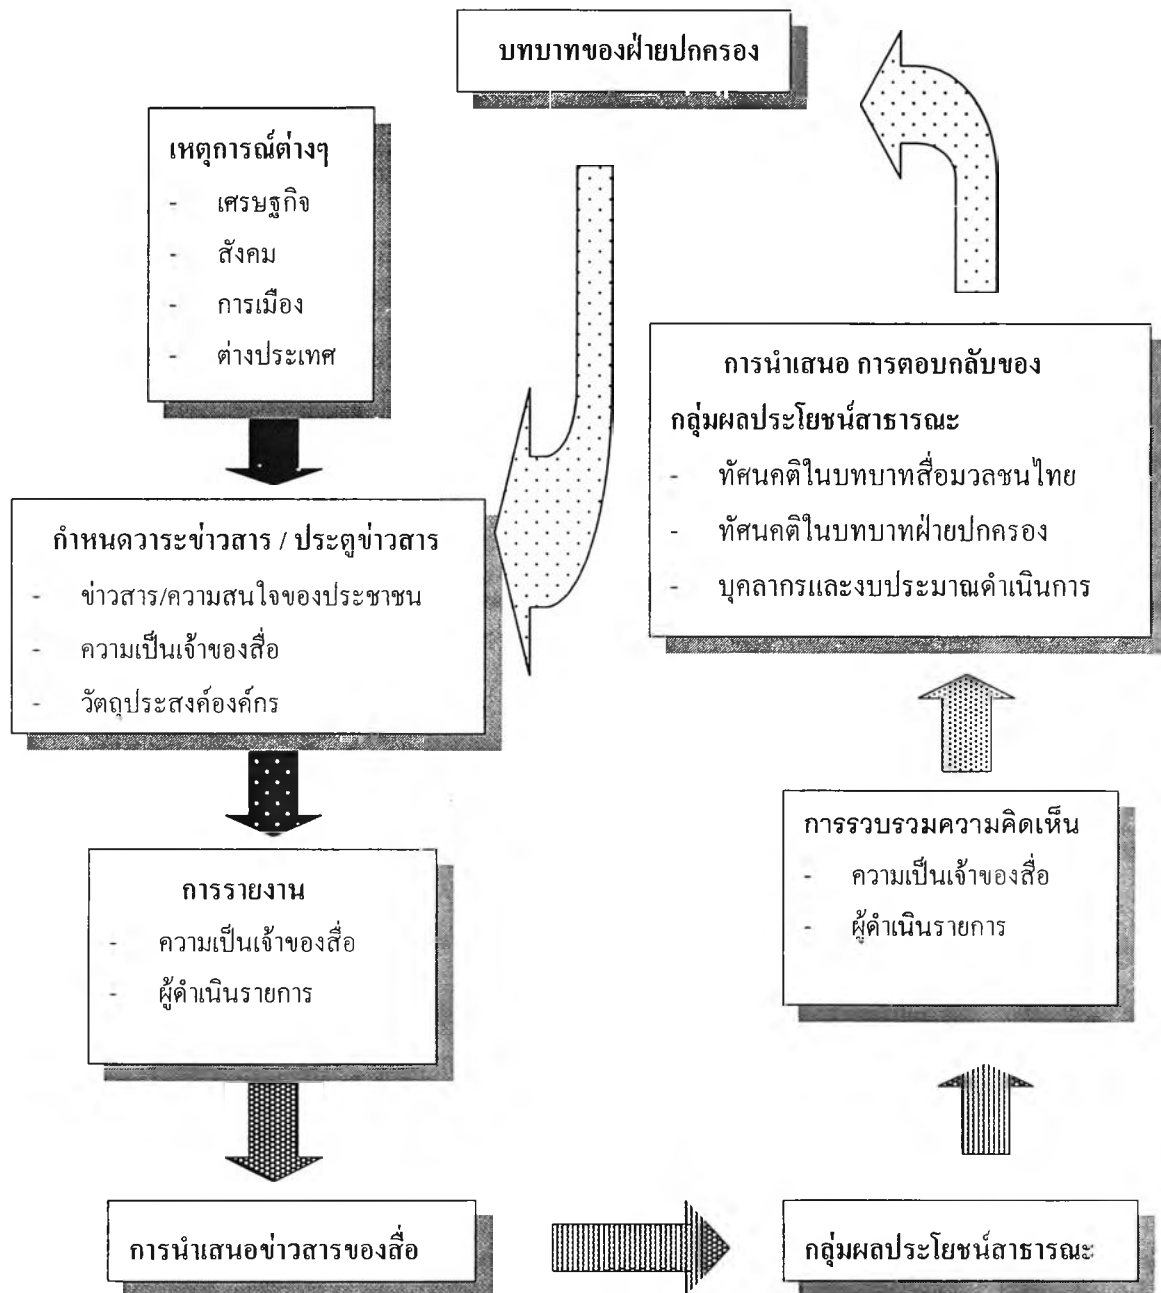 บทบาทของฝ่ายปกครอง
เหตุการณ์ต่างๆ
- เศรษฐกิจ
- สังคม
- การเมือง
- ต่างประเทศ
กำหนดวาระข่าวสาร / ประตูข่าวสาร
- ข่าวสาร/ความสนใจของประชาชน
- ความเป็นเจ้าของสื่อ
- วัตถุประสงค์องค์กร
การรายงาน
- ความเป็นเจ้าของสื่อ
- ผู้ดำเนินรายการ
การนำเสนอข่าวสารของสื่อ
กลุ่มผลประโยชน์สาธารณะ
การรวบรวมความคิดเห็น
- ความเป็นเจ้าของสื่อ
- ผู้ดำเนินรายการ
การนำเสนอ การตอบกลับของ
กลุ่มผลประโยชน์สาธารณะ
- ทัศนคติในบทบาทสื่อมวลชนไทย
- ทัศนคติในบทบาทฝ่ายปกครอง
- บุคลากรและงบประมาณดำเนินการ